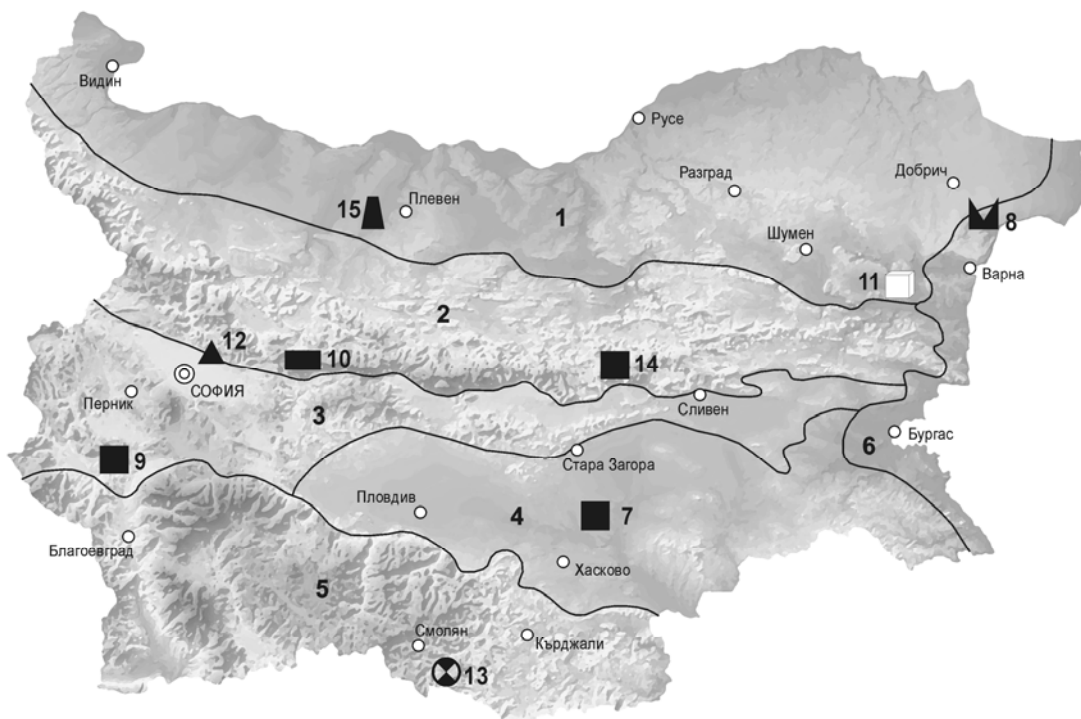 Видин
Русе
Добрич
Разград
15
Плевен
1
8
Шумен
Варна
11
2
12
10
14
СОФИЯ
Перник
3
Сливен
6
Бургас
9
Стара Загора
Пловдив
4
7
Благоевград
Хасково
5
Смолян
Кърджали
13